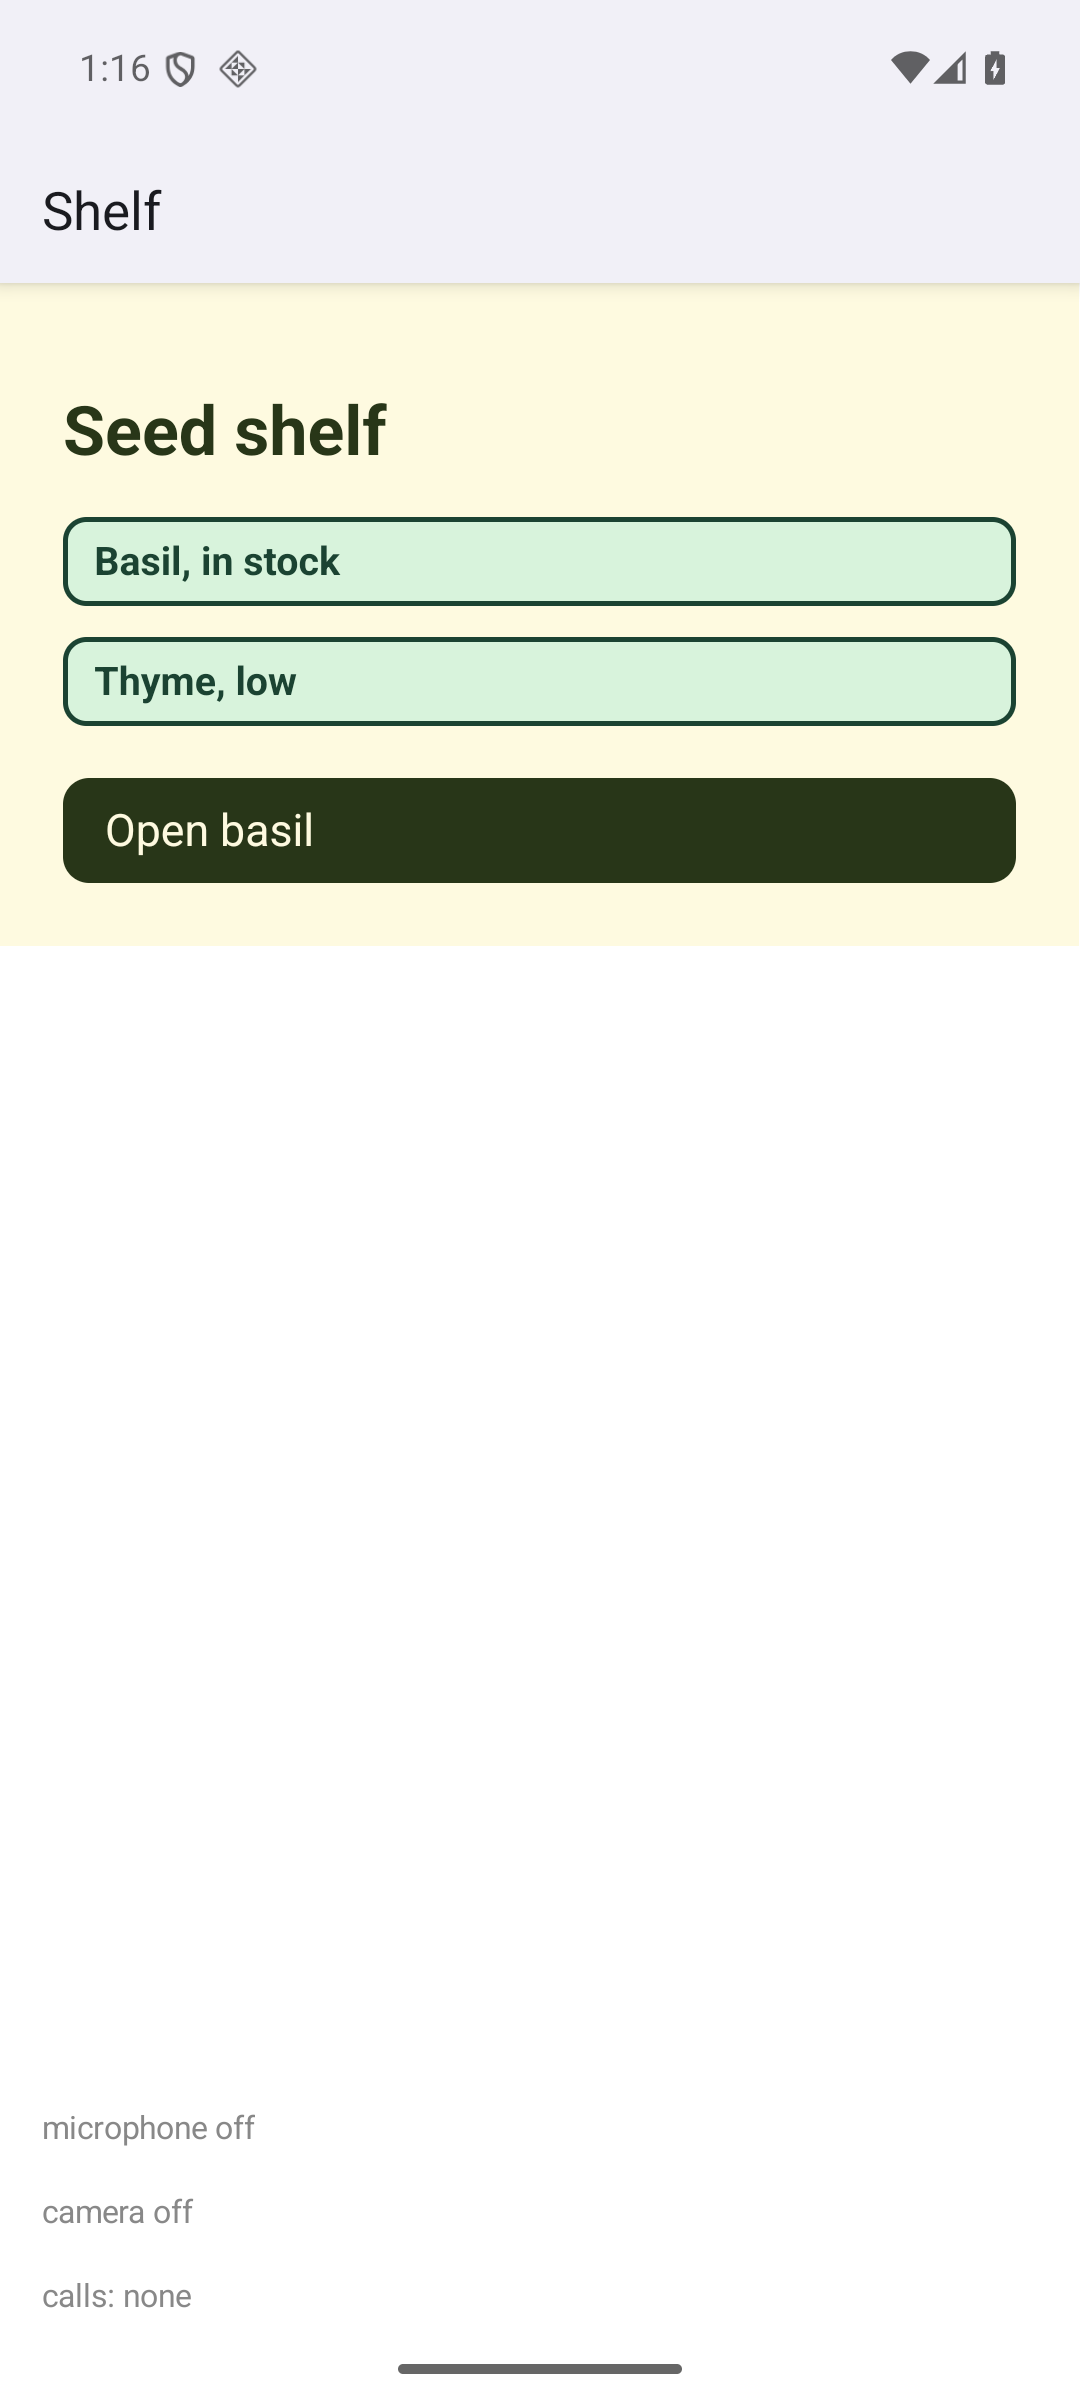 1:16
Shelf
Seed shelf
Basil, in stock
Thyme, low
Open basil
microphone off
camera off
calls: none